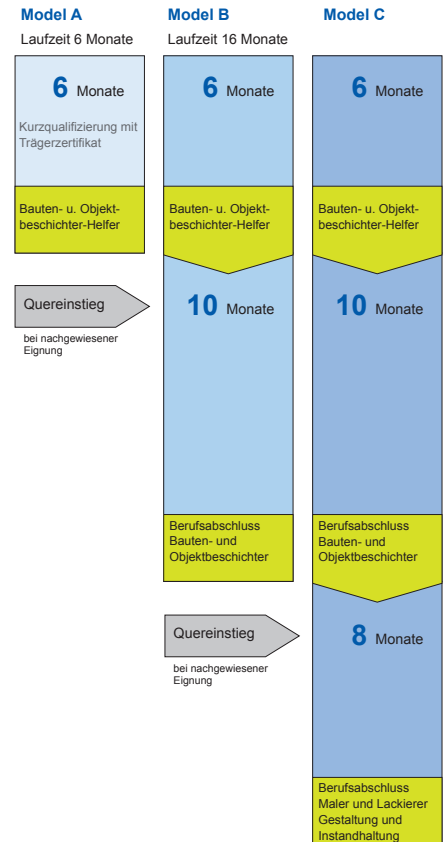 Model A
Laufzeit 6 Monate
6 Monate
Kurzqualifizierung mit
Trägerzertifikat
Bauten- u. Objekt-
beschichter-Helfer
Quereinstieg
bei nachgewiesener
Eignung
Model B
Laufzeit 16 Monate
6 Monate
Bauten- u. Objekt-
beschichter-Helfer
10 Monate
Berufsabschluss
Bauten- und
Objektbeschichter
Quereinstieg
bei nachgewiesener
Eignung
Model C
6 Monate
Bauten- u. Objekt-
beschichter-Helfer
10 Monate
Berufsabschluss
Bauten- und
Objektbeschichter
8 Monate
Berufsabschluss
Maler und Lackierer
Gestaltung und
Instandhaltung